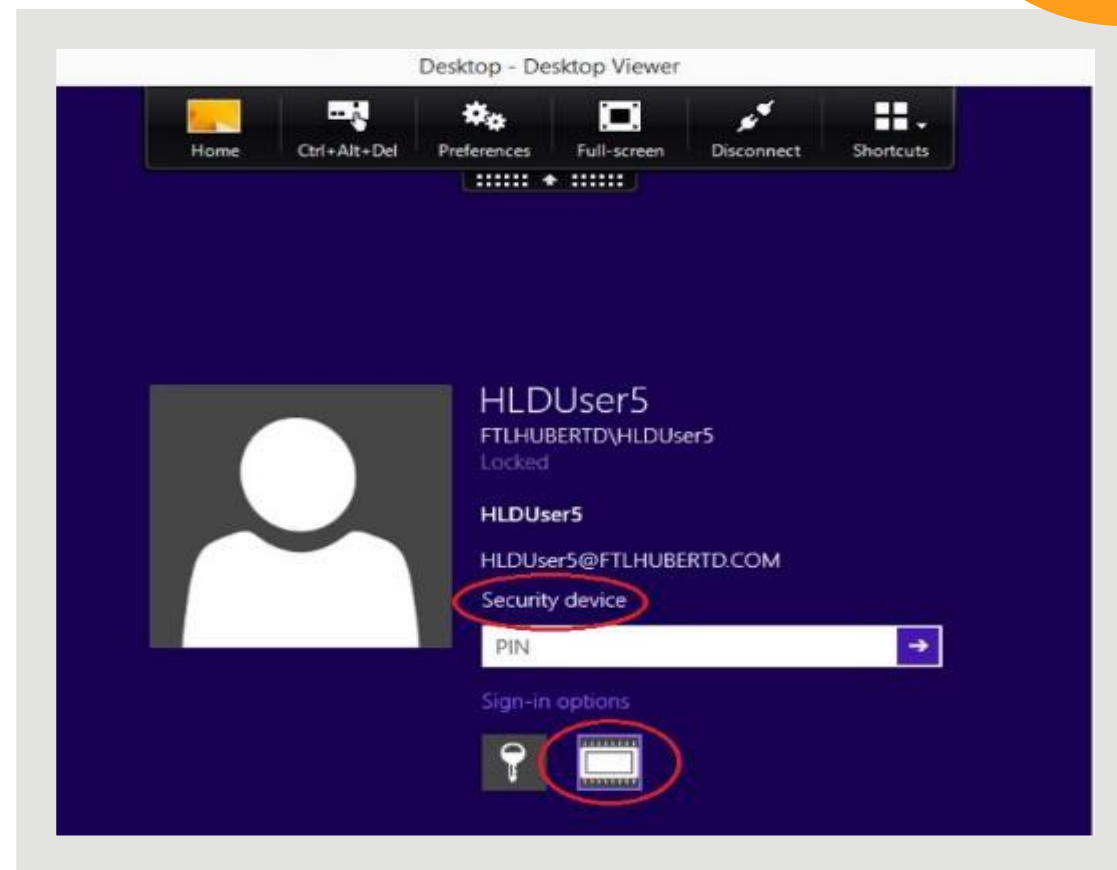 Desktop - Desktop Viewer
Home Ctrl+Alt+Del Preferences Full-screen Disconnect Shortcuts
HLDUser5
FTLHUBERTD\HLDUser5
Locked
HLDUser5
HLDUser5@FTLHUBERTD.COM
Security device
PIN
Sign-in options